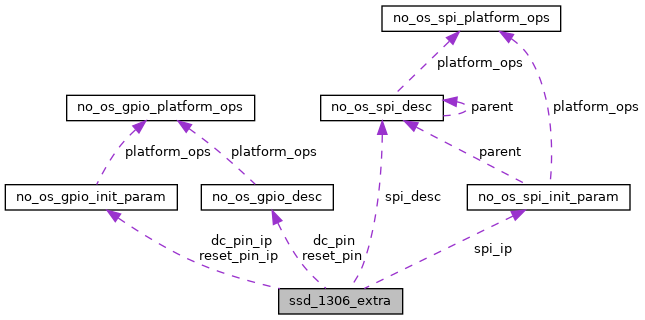 no_os_spi_platform_ops
platform_ops
no_os_gpio_platform_ops
no_os_spi_desc
parent
platform_ops
platform_ops
platform_ops
parent
no_os_gpio_init_param
no_os_gpio_desc
spi_desc
no_os_spi_init_param
dc_pin_ip
reset_pin_ip
dc_pin
reset_pin
spi_ip
ssd_1306_extra